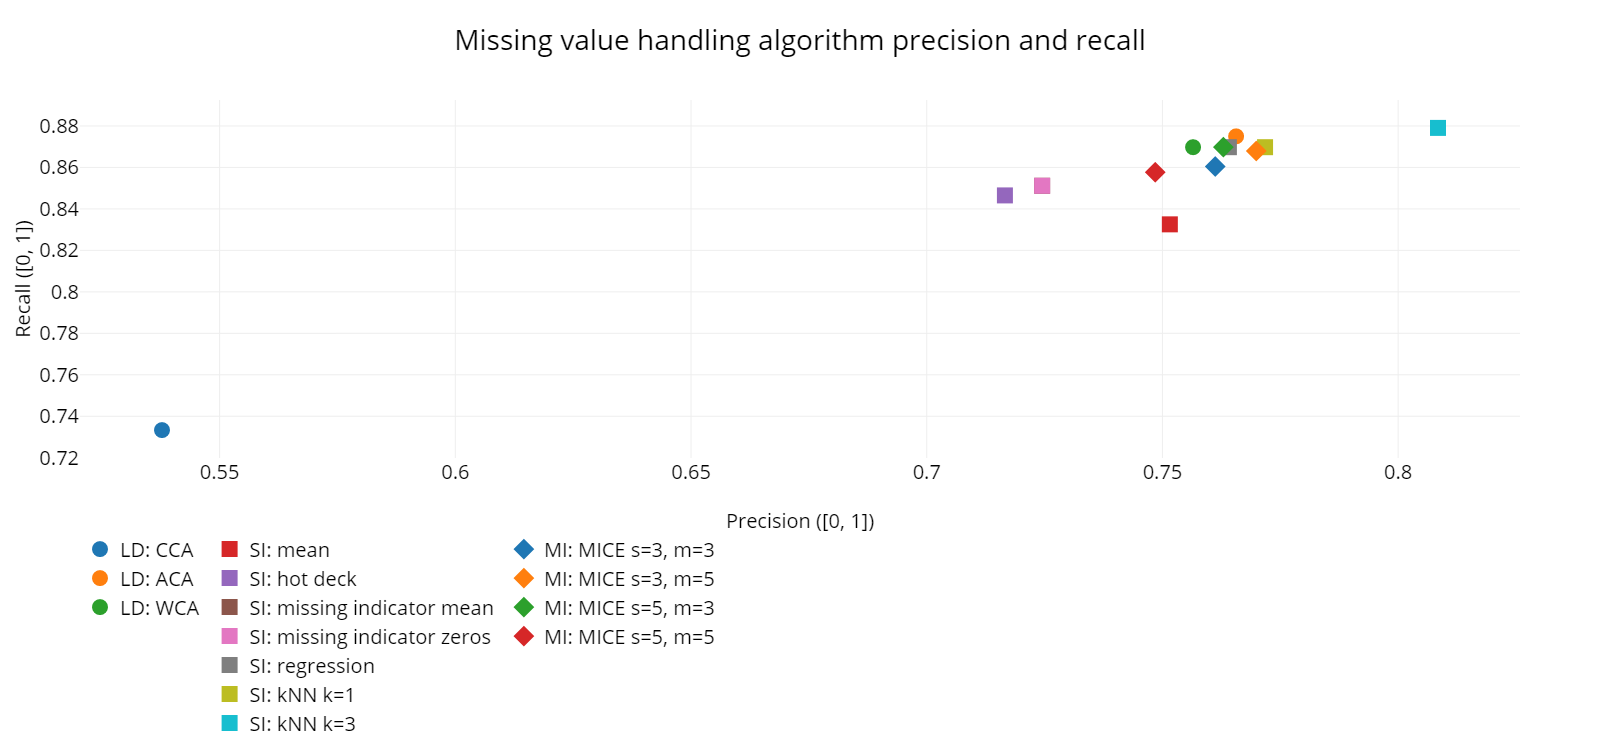 Missing value handling algorithm precision and recall
Recall ([0, 1])
0.88
0.86
0.84
0.82
0.8
0.78
0.76
0.74
0.72
0.55 0.6 0.65 0.7 0.75 0.8
Precision ([0, 1])
LD: CCA
LD: ACA
LD: WCA
SI: mean
SI: hot deck
SI: missing indicator mean
SI: missing indicator zeros
SI: regression
SI: kNN k=1
SI: kNN k=3
MI: MICE s=3, m=3
MI: MICE s=3, m=5
MI: MICE s=5, m=3
MI: MICE s=5, m=5